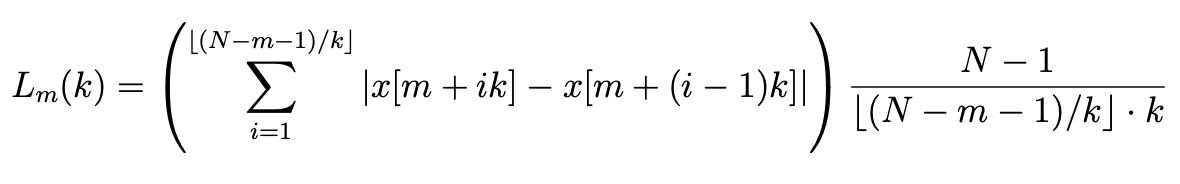 L_m(k) = \left( \sum_{i=1}^{\lfloor (N-m-1)/k \rfloor} |x[m+ik] - x[m+(i-1)k]| \right) \frac{N-1}{\lfloor (N-m-1)/k \rfloor \cdot k}